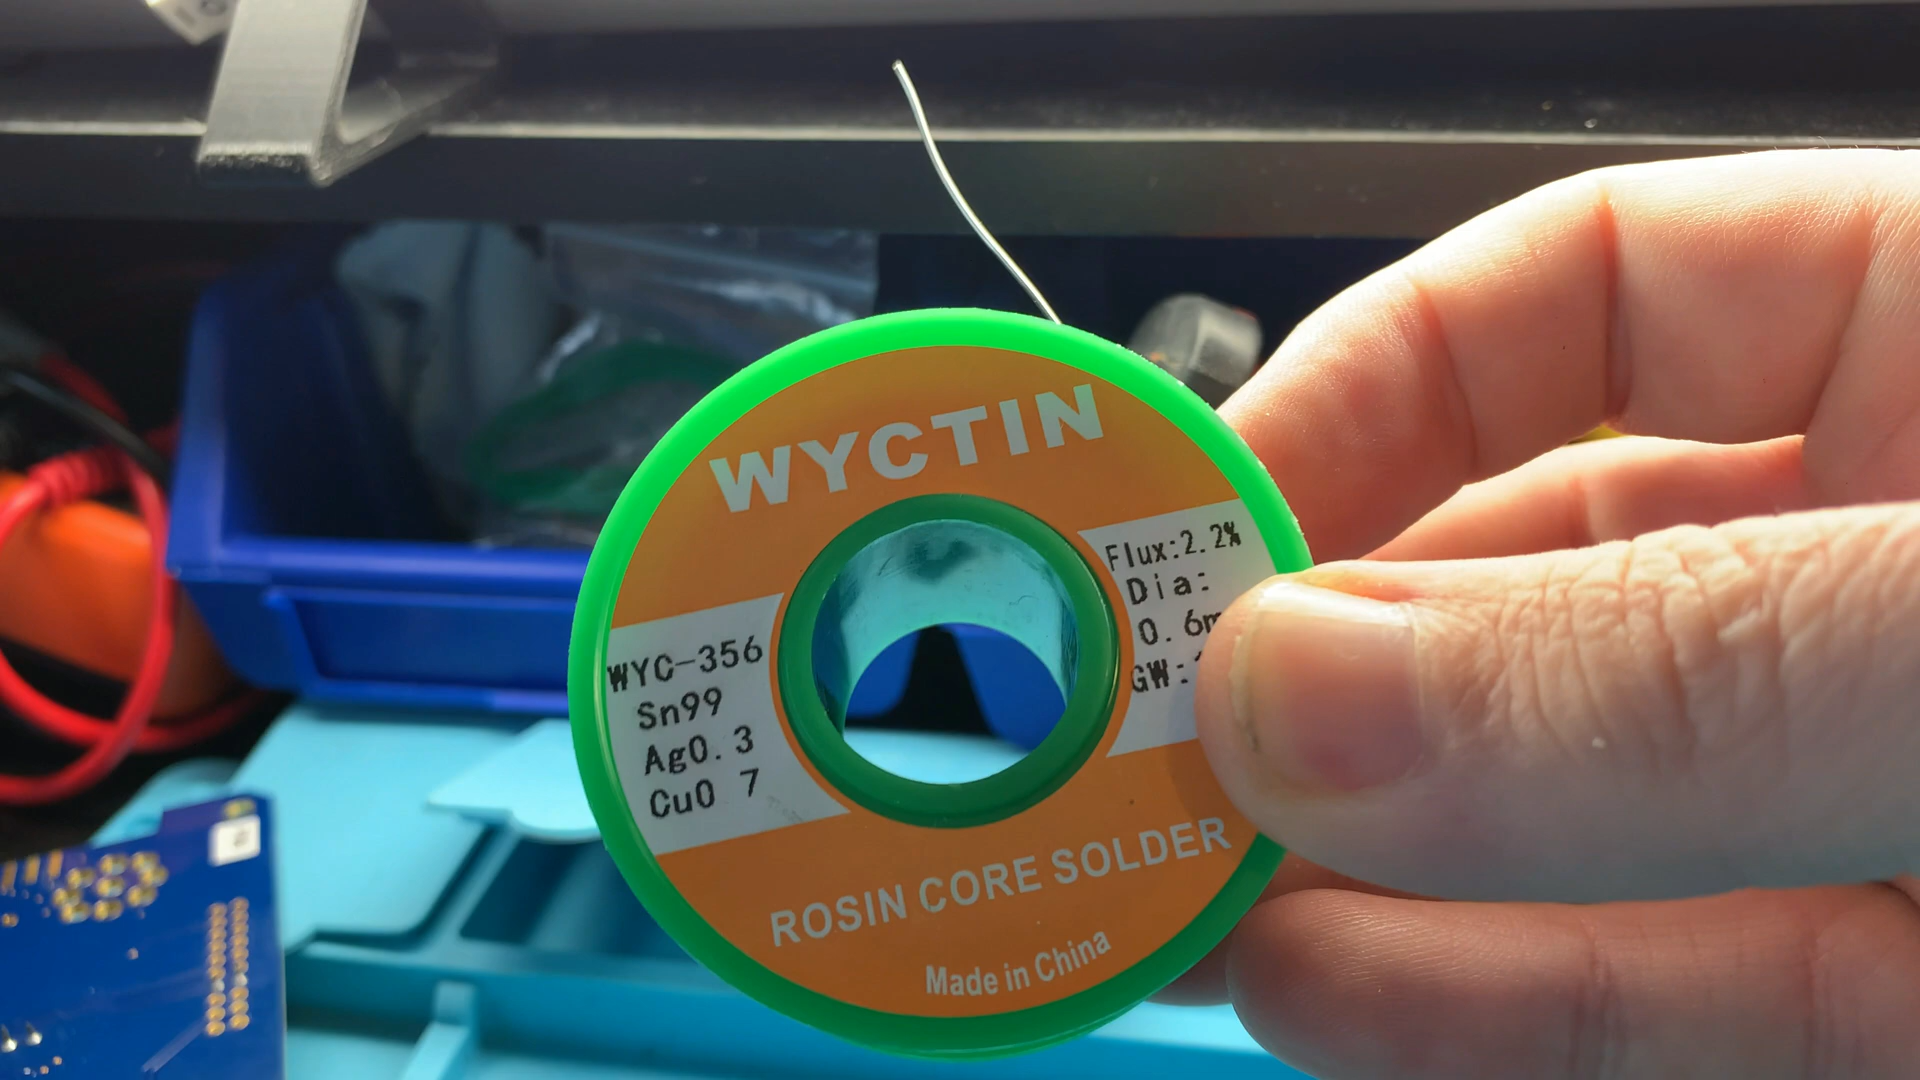 WYCTIN
WYC-356
Sn99
Ag0.3
Cu0 7
Flux:2.2%
Dia:
0.6m
GW:
ROSIN CORE SOLDER
Made in China